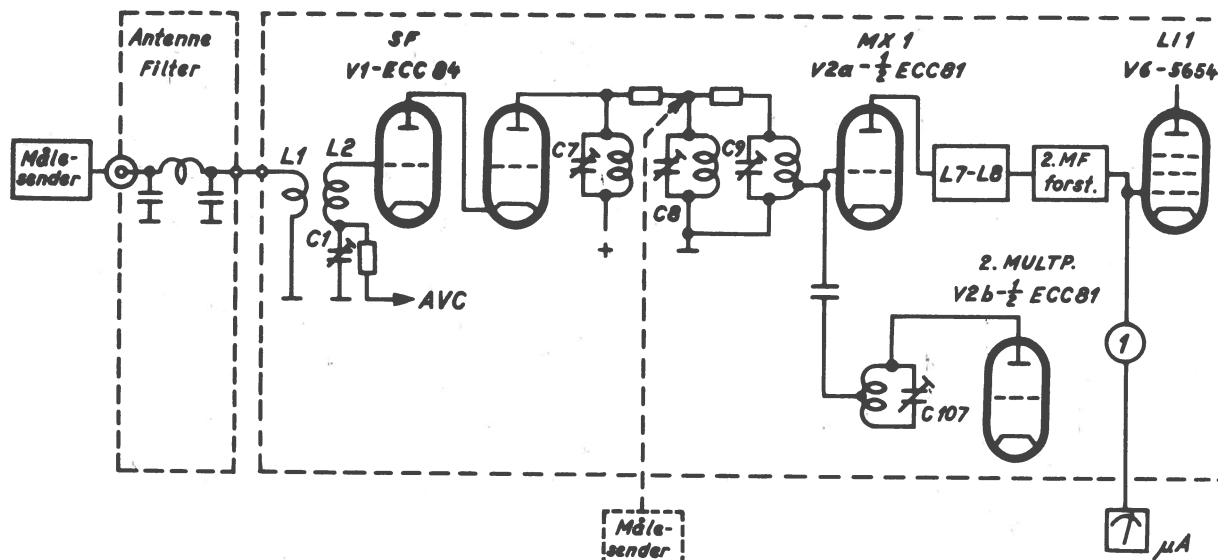 Antenne
Filter
SF
V1-ECC 84
MX 1
V2a-½ ECC81
LI 1
V6-5654
Måle-
sender
L1
L2
C1
AVC
C7
+
C8
C9
L7-L8
2. MF
forst.
2. MULTP.
V2b-½ ECC81
C107
1
Måle-
sender
µA